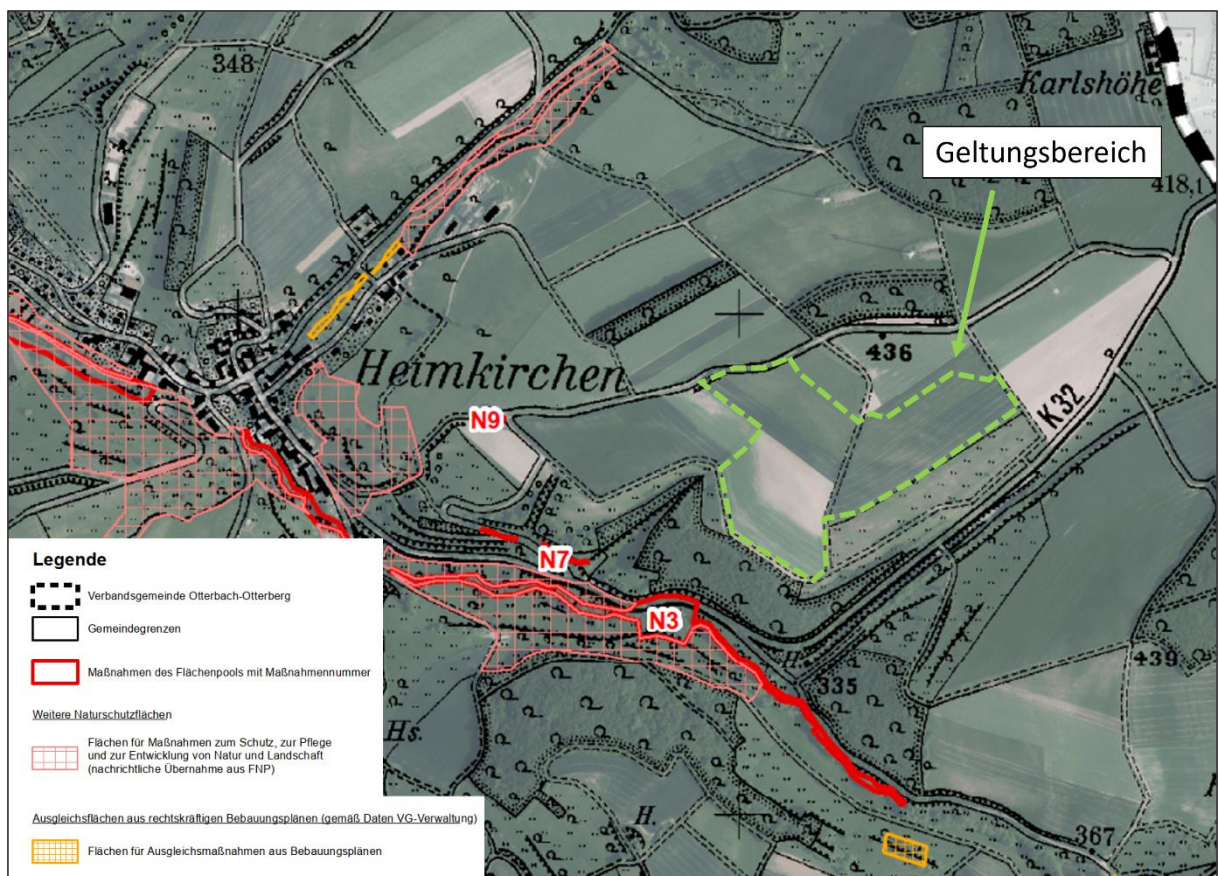 348
Karlshöhe
Geltungsbereich
418,1
436
Heimkirchen
K 32
N9
N7
N3
H.
335
439
Hs.
H.
367
Legende
Verbandsgemeinde Otterbach-Otterberg
Gemeindegrenzen
Maßnahmen des Flächenpools mit Maßnahmennummer
Weitere Naturschutzflächen
Flächen für Maßnahmen zum Schutz, zur Pflege
und zur Entwicklung von Natur und Landschaft
(nachrichtliche Übernahme aus FNP)
Ausgleichsflächen aus rechtskräftigen Bebauungsplänen (gemäß Daten VG-Verwaltung)
Flächen für Ausgleichsmaßnahmen aus Bebauungsplänen